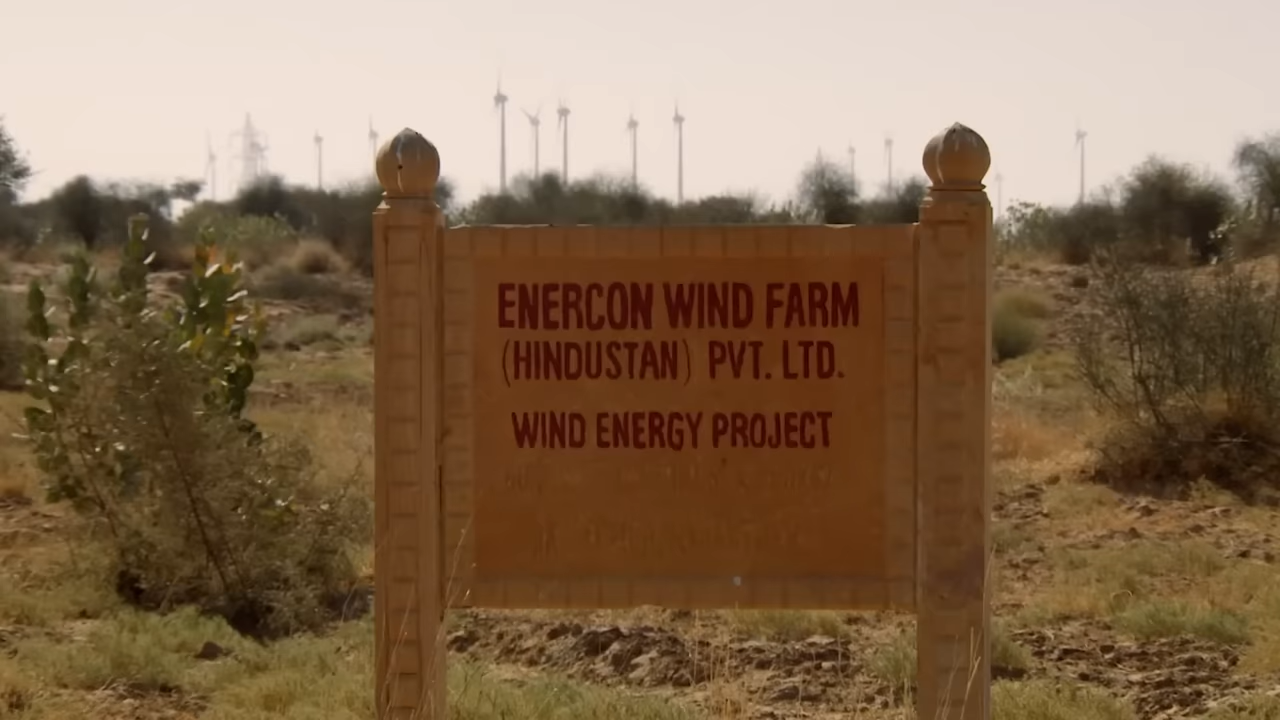 ENERCON WIND FARM
(HINDUSTAN) PVT. LTD.
WIND ENERGY PROJECT